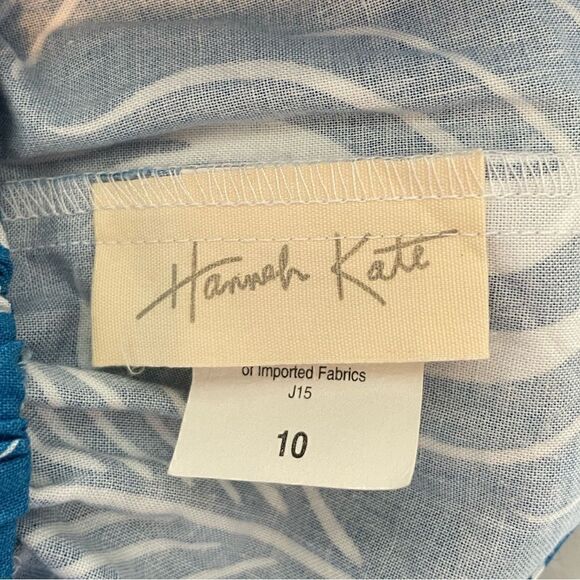 Hannah Kate
of Imported Fabrics
J15
10